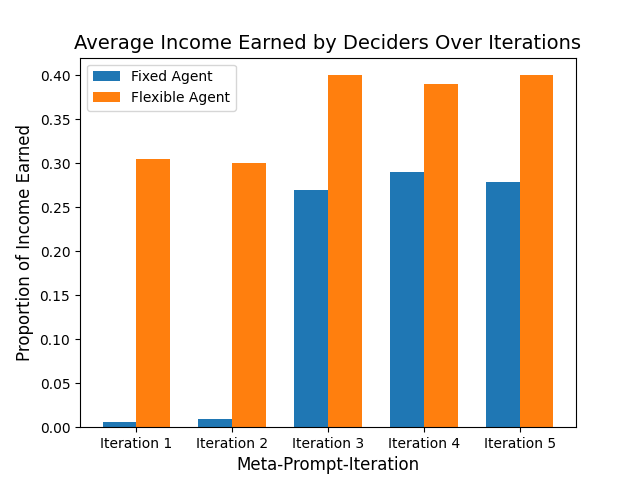 Average Income Earned by Deciders Over Iterations
Fixed Agent
Flexible Agent
Proportion of Income Earned
0.40
0.35
0.30
0.25
0.20
0.15
0.10
0.05
0.00
Iteration 1 Iteration 2 Iteration 3 Iteration 4 Iteration 5
Meta-Prompt-Iteration